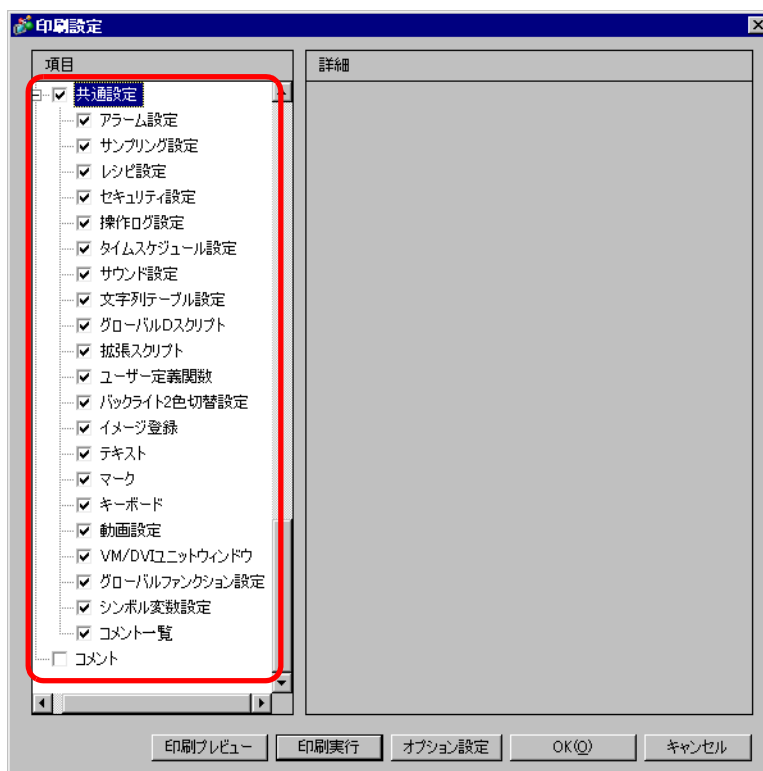 印刷設定
項目
詳細
共通設定
アラーム設定
サンプリング設定
レシピ設定
セキュリティ設定
操作ログ設定
タイムスケジュール設定
サウンド設定
文字列テーブル設定
グローバルDスクリプト
拡張スクリプト
ユーザー定義関数
バックライト2色切替設定
イメージ登録
テキスト
マーク
キーボード
動画設定
VM/DVIユニットウィンドウ
グローバルファンクション設定
シンボル変数設定
コメント一覧
コメント
印刷プレビュー 印刷実行 オプション設定 OK(O) キャンセル